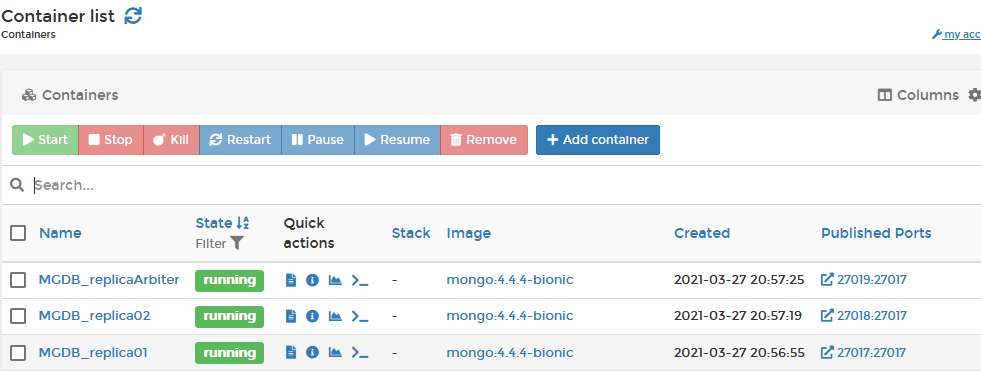 Container list
Containers
my acc
Containers
Columns
Start Stop Kill Restart Pause Resume Remove Add container
Search...
Name State Filter Quick actions Stack Image Created Published Ports
MGDB_replicaArbiter running - mongo:4.4.4-bionic 2021-03-27 20:57:25 27019:27017
MGDB_replica02 running - mongo:4.4.4-bionic 2021-03-27 20:57:19 27018:27017
MGDB_replica01 running - mongo:4.4.4-bionic 2021-03-27 20:56:55 27017:27017